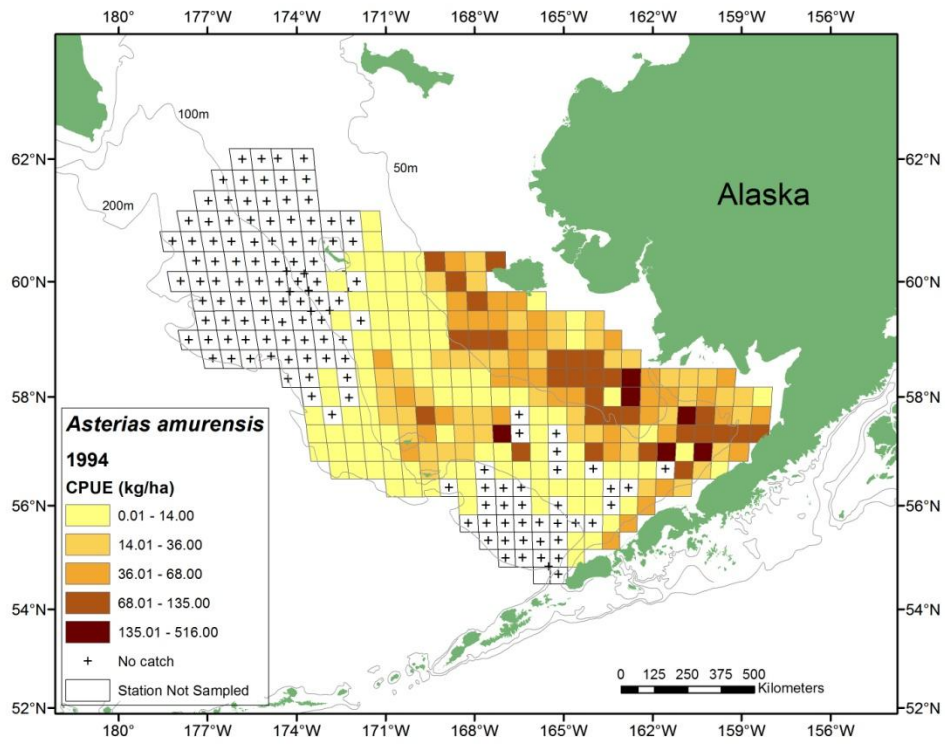 180° 177°W 174°W 171°W 168°W 165°W 162°W 159°W 156°W
100m
50m
62°N 62°N
200m
Alaska
60°N 60°N
58°N 58°N
Asterias amurensis
1994
CPUE (kg/ha)
0.01 - 14.00
14.01 - 36.00
36.01 - 68.00
68.01 - 135.00
135.01 - 516.00
+ No catch
Station Not Sampled
56°N 56°N
54°N 54°N
0 125 250 375 500
Kilometers
52°N 52°N
180° 177°W 174°W 171°W 168°W 165°W 162°W 159°W 156°W